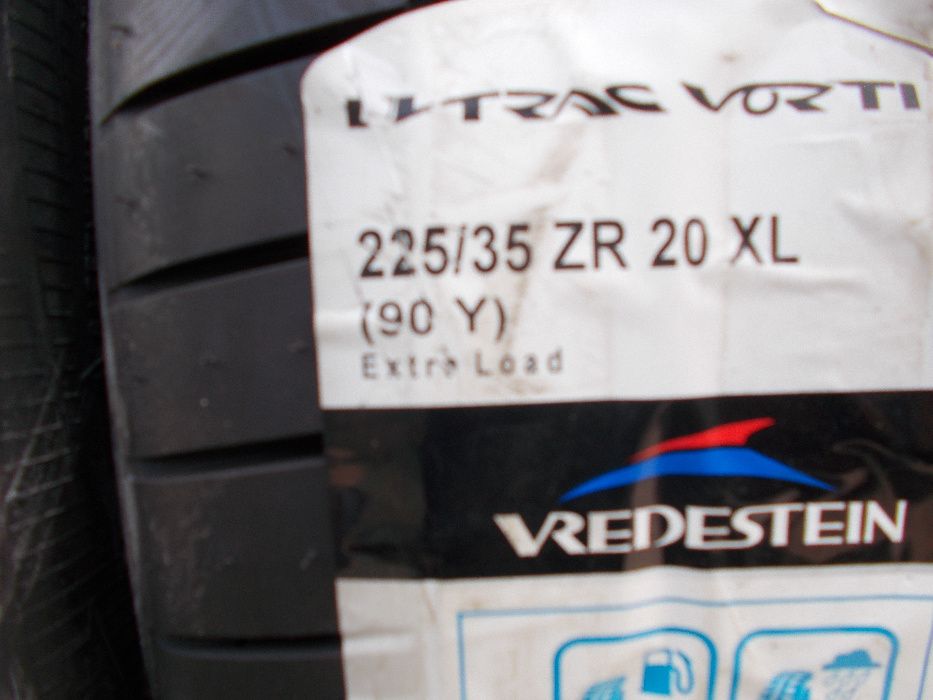 ULTRAC VORTI
225/35 ZR 20 XL
(90 Y)
Extra Load
VREDESTEIN